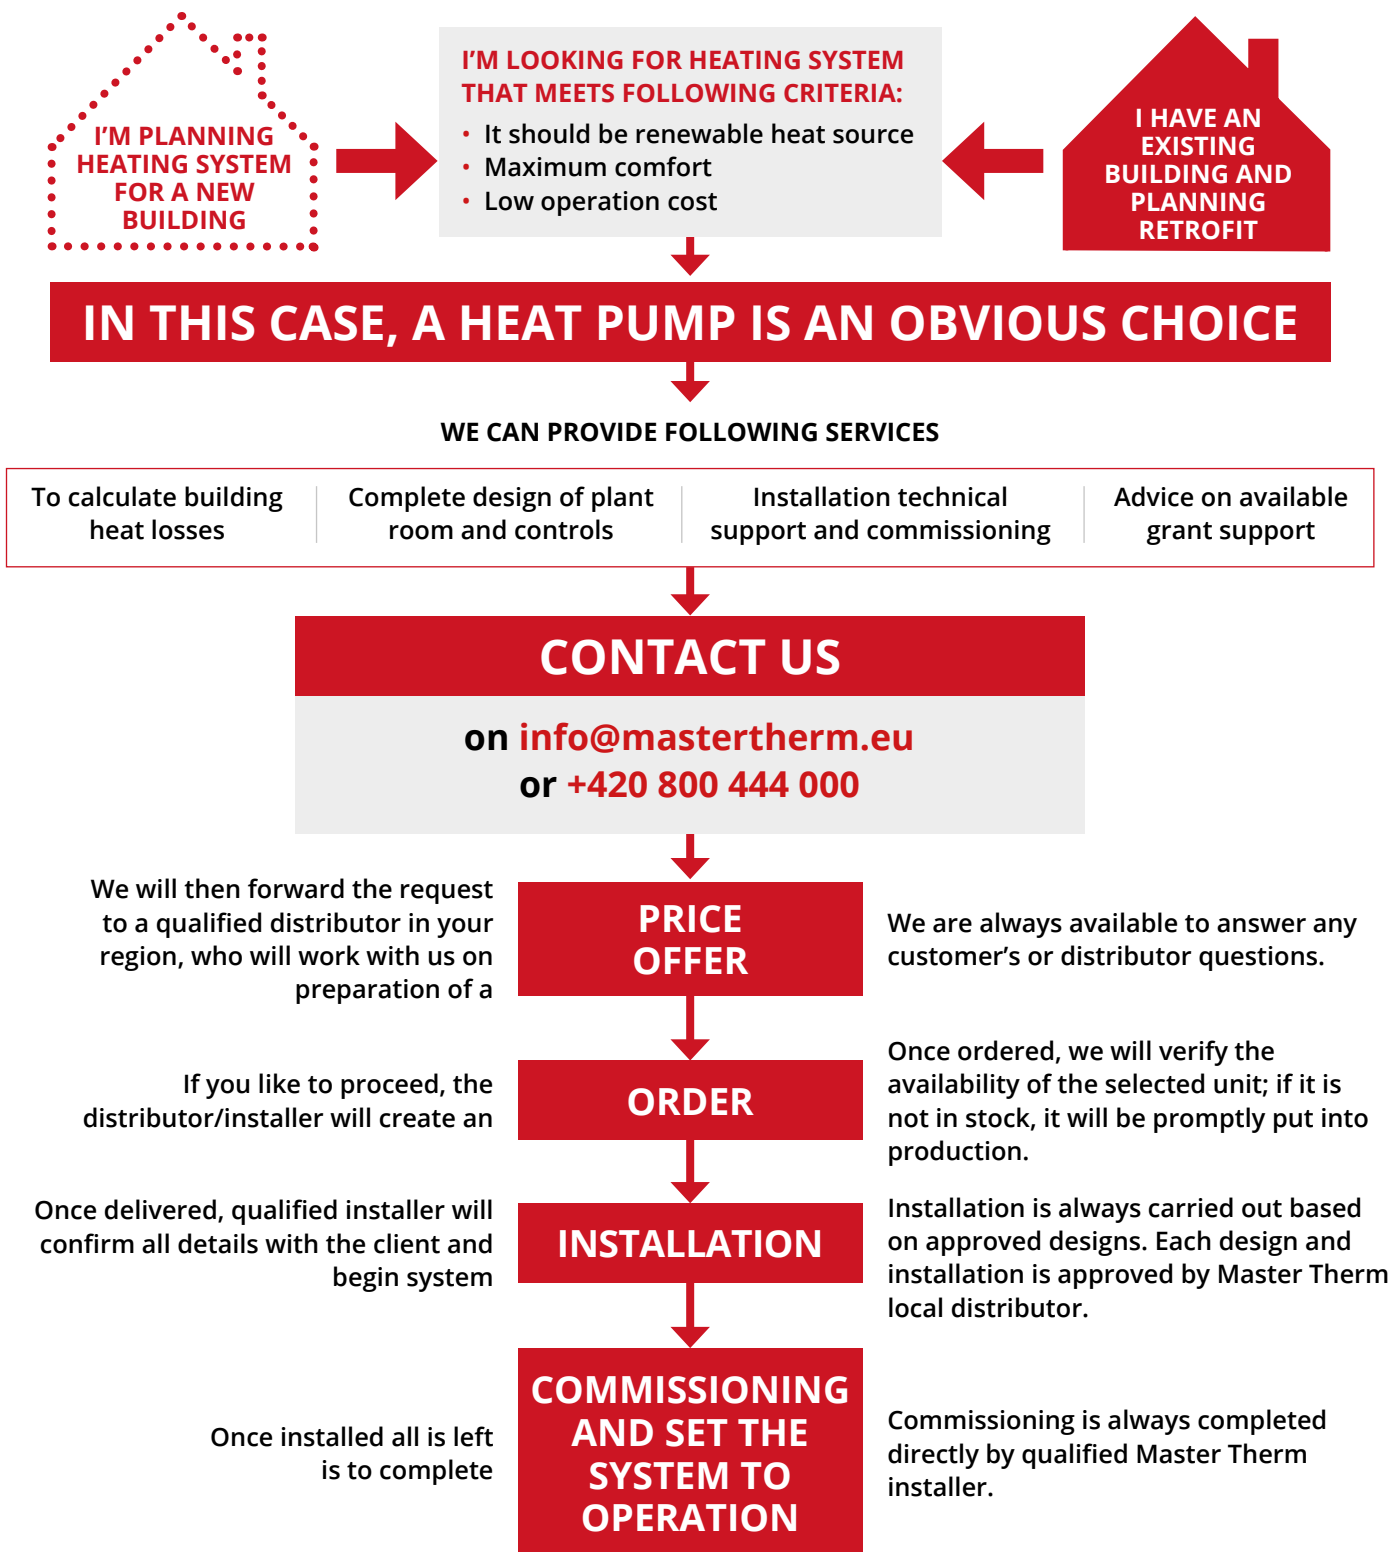 I'M PLANNING
HEATING SYSTEM
FOR A NEW
BUILDING
I'M LOOKING FOR HEATING SYSTEM
THAT MEETS FOLLOWING CRITERIA:
• It should be renewable heat source
• Maximum comfort
• Low operation cost
I HAVE AN
EXISTING
BUILDING AND
PLANNING
RETROFIT
IN THIS CASE, A HEAT PUMP IS AN OBVIOUS CHOICE
WE CAN PROVIDE FOLLOWING SERVICES
To calculate building
heat losses
Complete design of plant
room and controls
Installation technical
support and commissioning
Advice on available
grant support
CONTACT US
on info@mastertherm.eu
or +420 800 444 000
We will then forward the request
to a qualified distributor in your
region, who will work with us on
preparation of a
PRICE
OFFER
We are always available to answer any
customer's or distributor questions.
If you like to proceed, the
distributor/installer will create an
ORDER
Once ordered, we will verify the
availability of the selected unit; if it is
not in stock, it will be promptly put into
production.
Once delivered, qualified installer will
confirm all details with the client and
begin system
INSTALLATION
Installation is always carried out based
on approved designs. Each design and
installation is approved by Master Therm
local distributor.
Once installed all is left
is to complete
COMMISSIONING
AND SET THE
SYSTEM TO
OPERATION
Commissioning is always completed
directly by qualified Master Therm
installer.